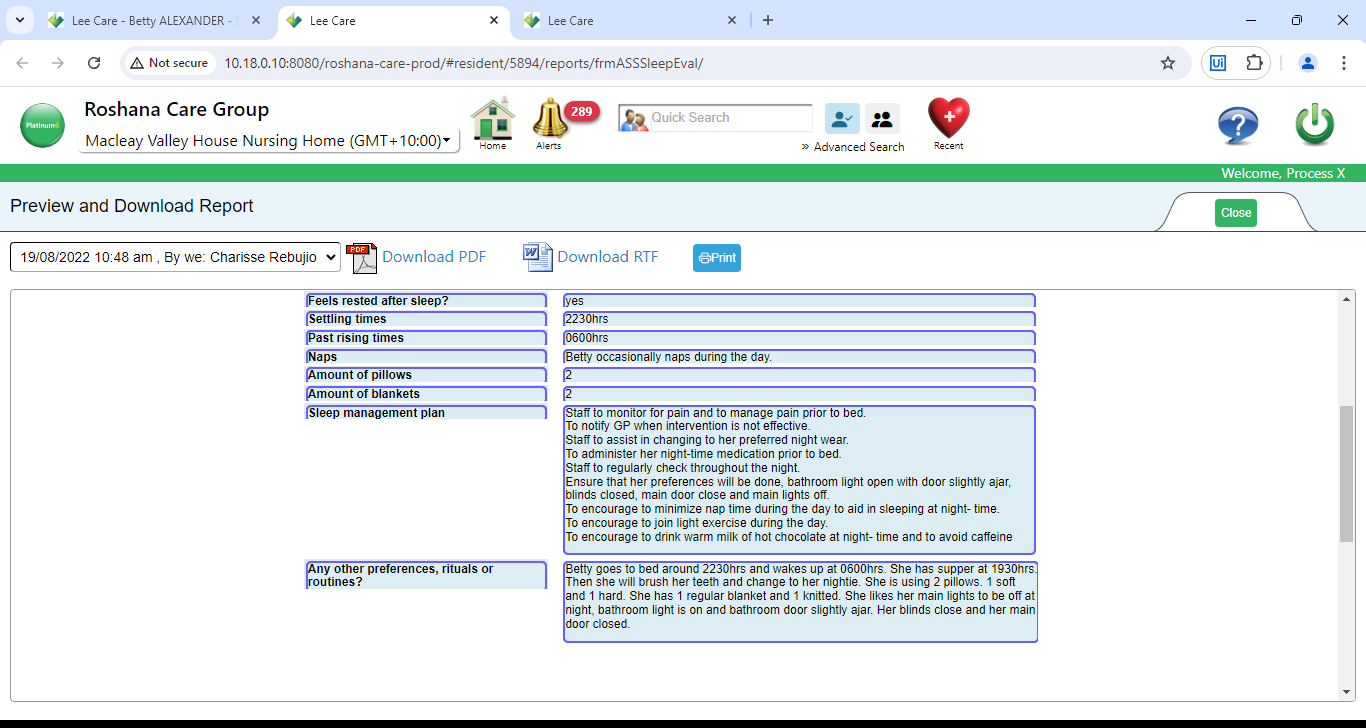 Lee Care - Betty ALEXANDER -
Lee Care
Lee Care
Not secure
10.18.0.10:8080/roshana-care-prod/#resident/5894/reports/frmASSSleepEval/
Platinum6
Roshana Care Group
Macleay Valley House Nursing Home (GMT+10:00)
Home
289
Alerts
Quick Search
» Advanced Search
Recent
Welcome, Process X
Preview and Download Report
Close
19/08/2022 10:48 am , By we: Charisse Rebujio
PDF
Download PDF
Download RTF
Print
Feels rested after sleep? yes
Settling times 2230hrs
Past rising times 0600hrs
Naps Betty occasionally naps during the day.
Amount of pillows 2
Amount of blankets 2
Sleep management plan Staff to monitor for pain and to manage pain prior to bed.
To notify GP when intervention is not effective.
Staff to assist in changing to her preferred night wear.
To administer her night-time medication prior to bed.
Staff to regularly check throughout the night.
Ensure that her preferences will be done, bathroom light open with door slightly ajar,
blinds closed, main door close and main lights off.
To encourage to minimize nap time during the day to aid in sleeping at night- time.
To encourage to join light exercise during the day.
To encourage to drink warm milk of hot chocolate at night- time and to avoid caffeine
Any other preferences, rituals or
routines?
Betty goes to bed around 2230hrs and wakes up at 0600hrs. She has supper at 1930hrs.
Then she will brush her teeth and change to her nightie. She is using 2 pillows. 1 soft
and 1 hard. She has 1 regular blanket and 1 knitted. She likes her main lights to be off at
night, bathroom light is on and bathroom door slightly ajar. Her blinds close and her main
door closed.